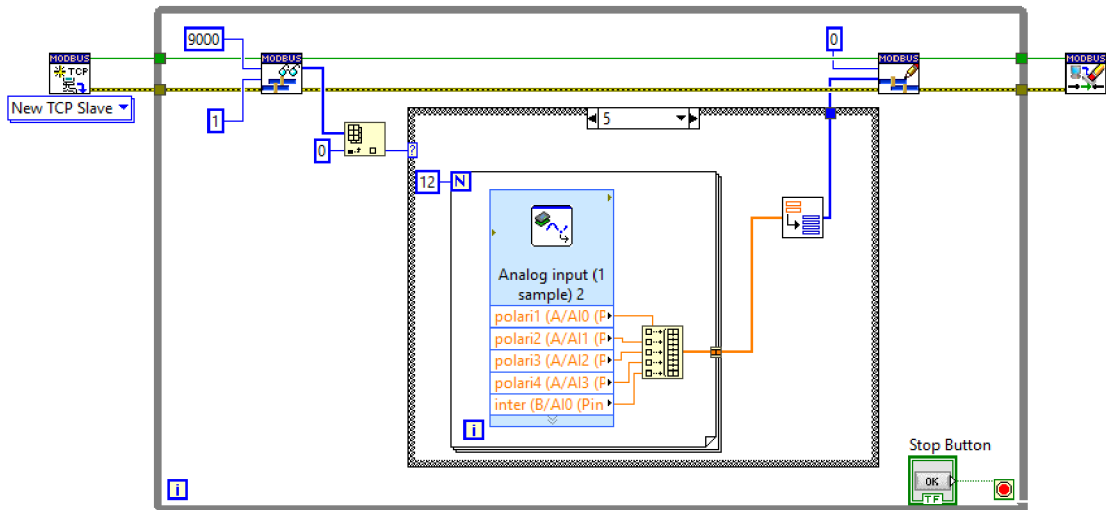 MODBUS
TCP
New TCP Slave
9000
MODBUS
1
0
?
0
MODBUS
MODBUS
5
12
N
Analog input (1
sample) 2
polari1 (A/AI0 (P
polari2 (A/AI1 (P
polari3 (A/AI2 (P
polari4 (A/AI3 (P
inter (B/AI0 (Pin
i
i
Stop Button
OK
TF